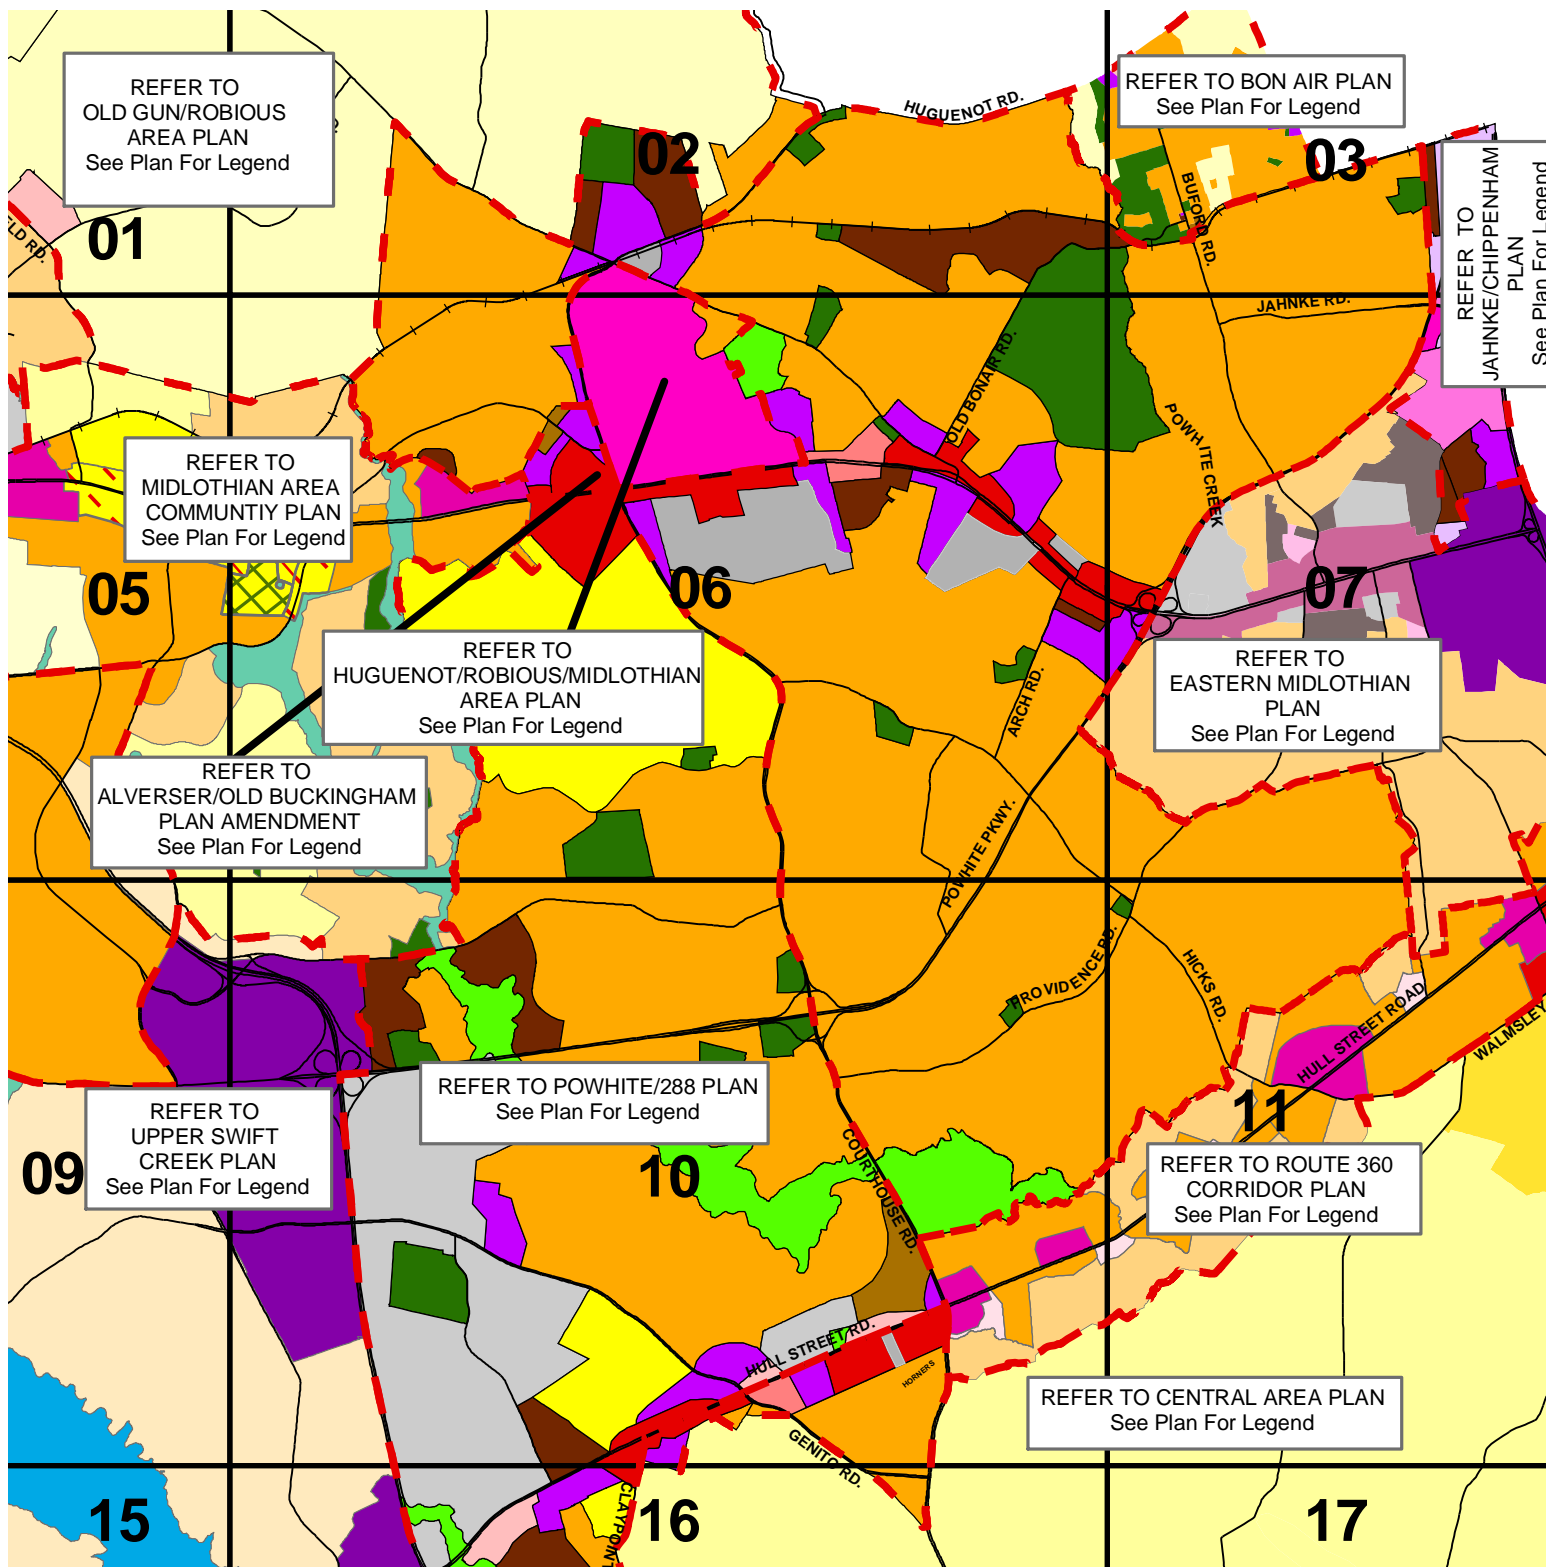 REFER TO
OLD GUN/ROBIOUS
AREA PLAN
See Plan For Legend
01
02
HUGUENOT RD.
REFER TO BON AIR PLAN
See Plan For Legend
03
BUFORD RD.
REFER TO
JAHNKE/CHIPPENHAM
PLAN
See Plan For Legend
JAHNKE RD.
OLD BONAIR RD.
POWHITE CREEK
REFER TO
MIDLOTHIAN AREA
COMMUNTIY PLAN
See Plan For Legend
05
06
07
REFER TO
HUGUENOT/ROBIOUS/MIDLOTHIAN
AREA PLAN
See Plan For Legend
ARCH RD.
REFER TO
EASTERN MIDLOTHIAN
PLAN
See Plan For Legend
REFER TO
ALVERSER/OLD BUCKINGHAM
PLAN AMENDMENT
See Plan For Legend
POWHITE PKWY.
PROVIDENCE RD.
HICKS RD.
HULL STREET ROAD
WALMSLEY
REFER TO POWHITE/288 PLAN
See Plan For Legend
REFER TO
UPPER SWIFT
CREEK PLAN
See Plan For Legend
09
10
11
COURTHOUSE RD.
REFER TO ROUTE 360
CORRIDOR PLAN
See Plan For Legend
HULL STREET RD.
HORNERS
REFER TO CENTRAL AREA PLAN
See Plan For Legend
GENITO RD.
CLAYPOINT
15
16
17